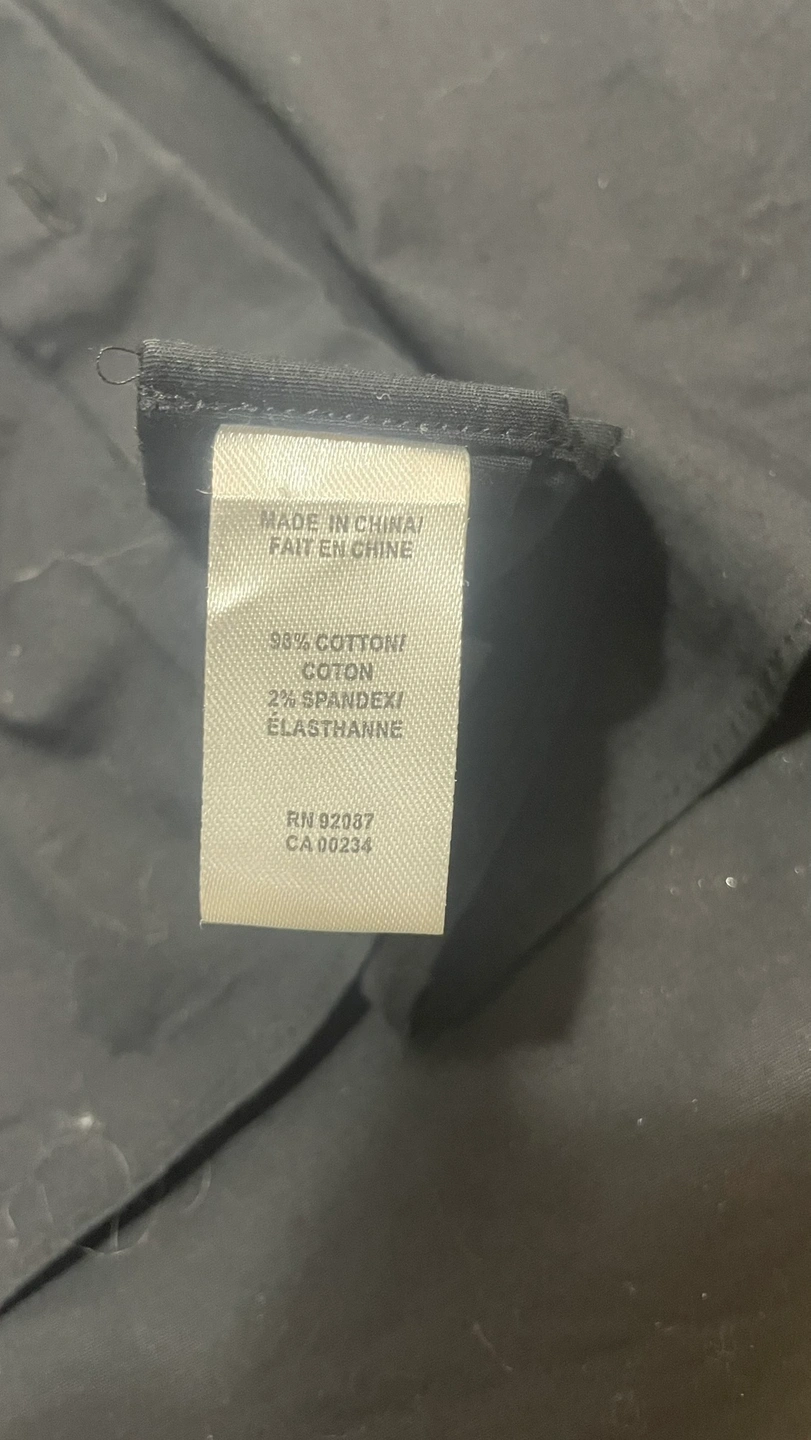 MADE IN CHINA/
FAIT EN CHINE
98% COTTON/
COTON
2% SPANDEX/
ÉLASTHANNE
RN 92087
CA 00234